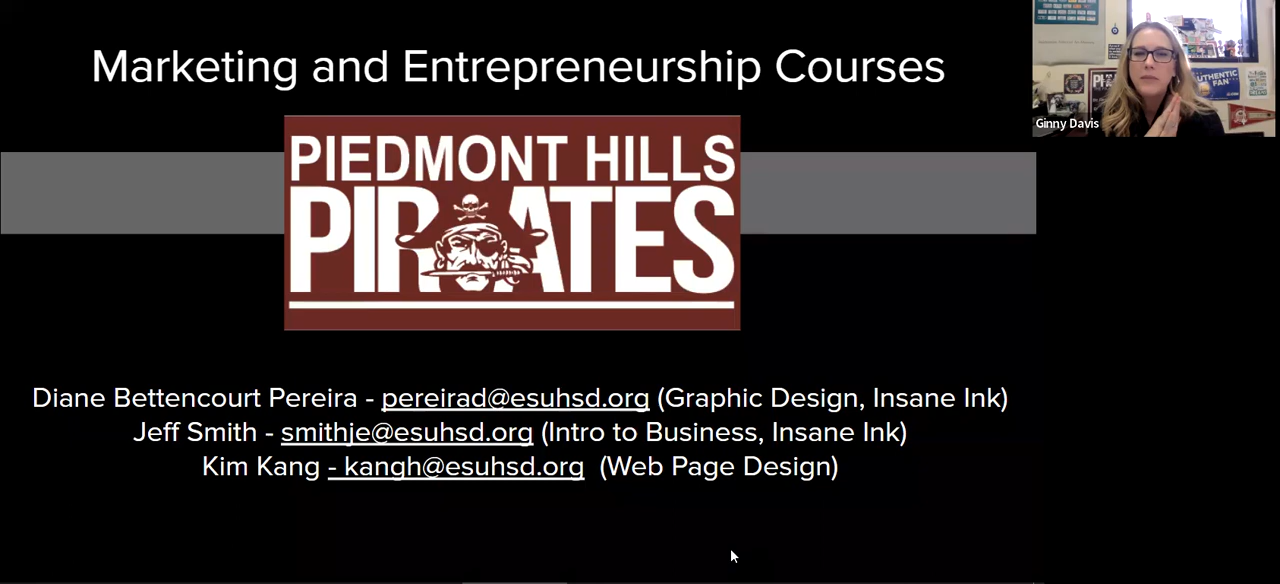 Marketing and Entrepreneurship Courses
PIEDMONT HILLS
PIRATES
Diane Bettencourt Pereira - pereirad@esuhsd.org (Graphic Design, Insane Ink)
Jeff Smith - smithje@esuhsd.org (Intro to Business, Insane Ink)
Kim Kang - kangh@esuhsd.org (Web Page Design)
Ginny Davis
AUTHENTIC
FAN